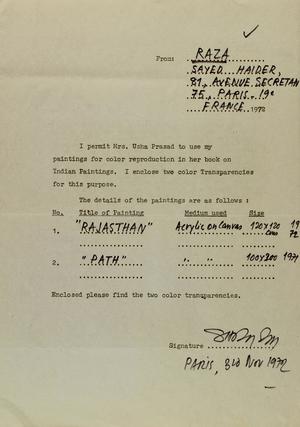 From: RAZA
SAYED HAIDER,
81, AVENUE SECRETAN
75, PARIS-19e
FRANCE 1972
I permit Mrs. Usha Prasad to use my
paintings for color reproduction in her book on
Indian Paintings. I enclose two color Transparencies
for this purpose.
The details of the paintings are as follows :
No. Title of Painting Medium used Size
1. "RAJASTHAN" Acrylic on canvas 120X120 cms 1972
2. "PATH" " " 100X200 1971
Enclosed please find the two color transparencies.
Signature
PARIS, 3rd Nov 1972